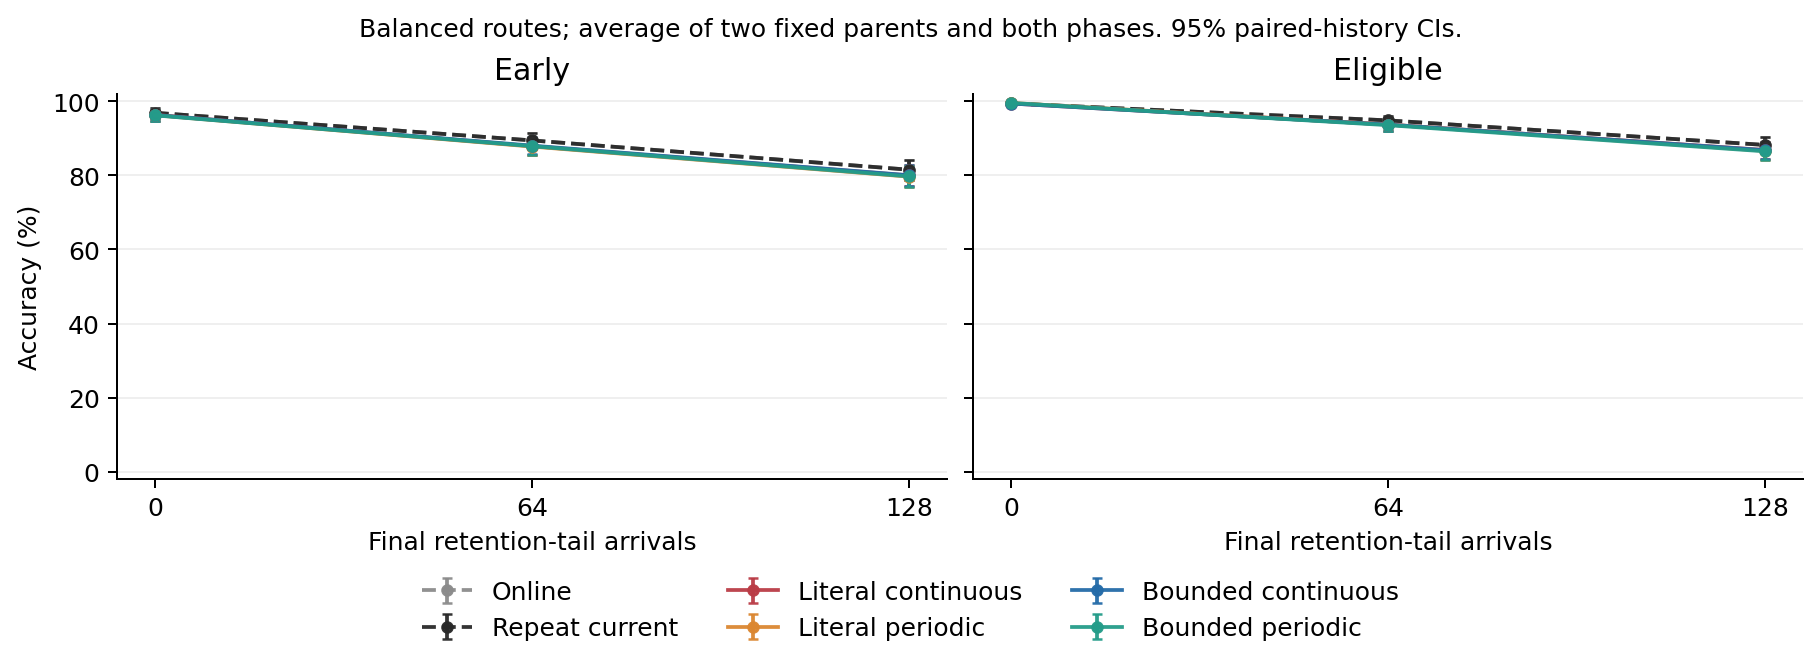 Balanced routes; average of two fixed parents and both phases. 95% paired-history CIs.
Early
Eligible
Accuracy (%)
100
80
60
40
20
0
0 64 128
0 64 128
Final retention-tail arrivals
Final retention-tail arrivals
Online
Literal continuous
Bounded continuous
Repeat current
Literal periodic
Bounded periodic